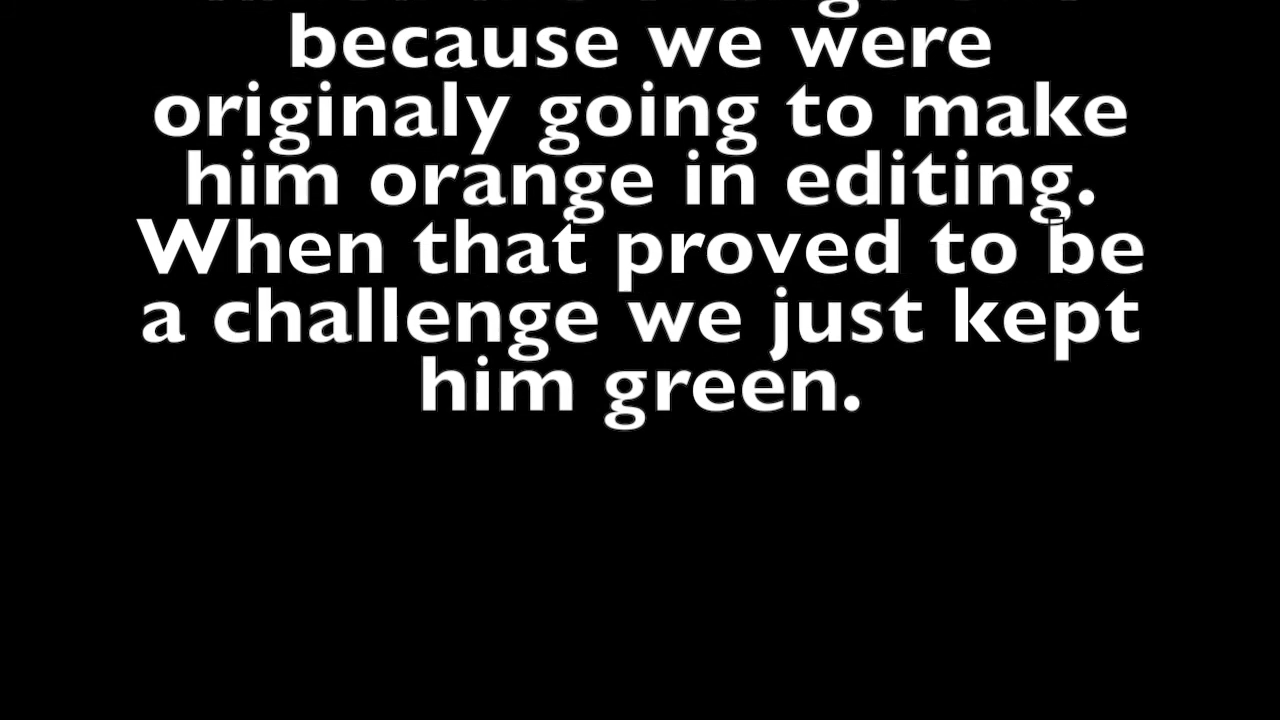 because we were
originaly going to make
him orange in editing.
When that proved to be
a challenge we just kept
him green.